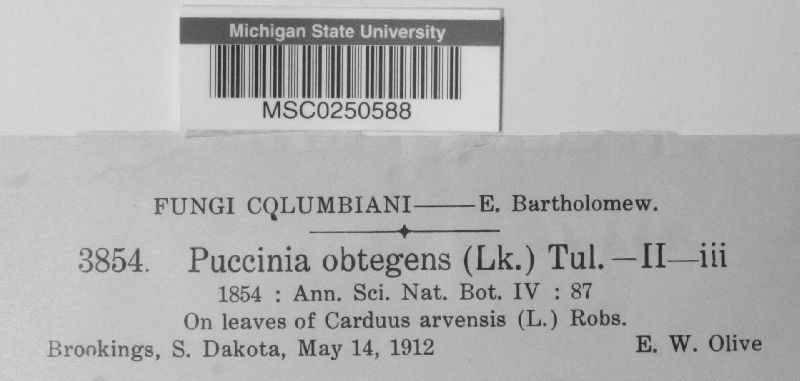 Michigan State University
MSC0250588
FUNGI COLUMBIANI——E. Bartholomew.
3854. Puccinia obtegens (Lk.) Tul.—II—iii
1854 : Ann. Sci. Nat. Bot. IV : 87
On leaves of Carduus arvensis (L.) Robs.
Brookings, S. Dakota, May 14, 1912 E. W. Olive